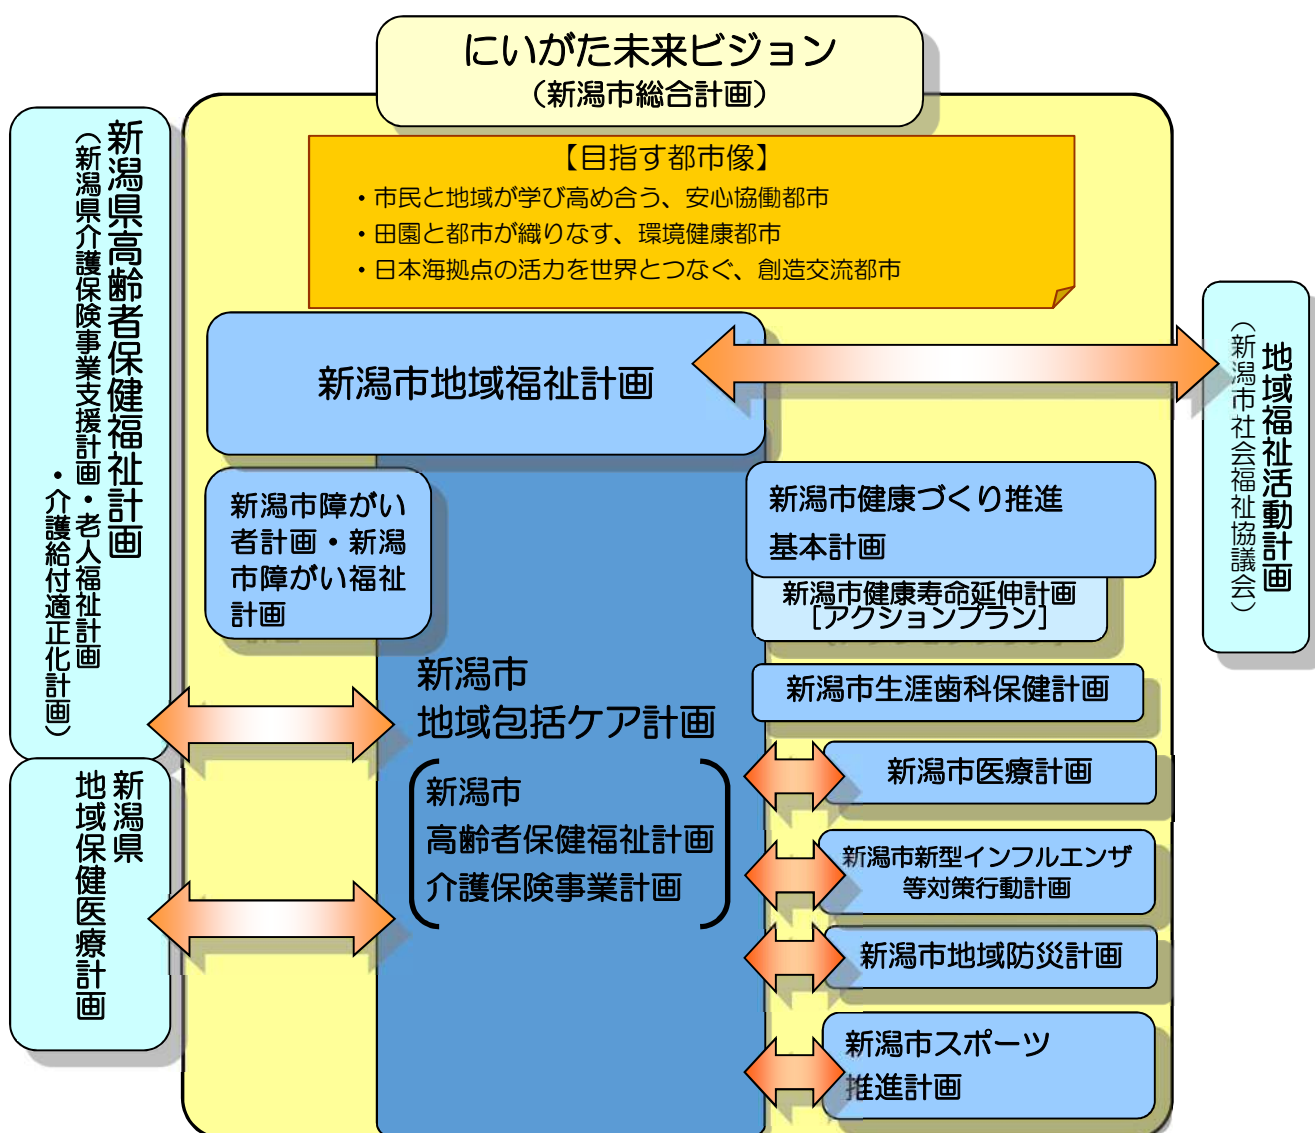 にいがた未来ビジョン
（新潟市総合計画）
【目指す都市像】
・市民と地域が学び高め合う、安心協働都市
・田園と都市が織りなす、環境健康都市
・日本海拠点の活力を世界とつなぐ、創造交流都市
新潟県高齢者保健福祉計画
（新潟県介護保険事業支援計画・老人福祉計画
・介護給付適正化計画）
新潟県
地域保健医療計画
新潟市地域福祉計画
地域福祉活動計画
（新潟市社会福祉協議会）
新潟市障がい
者計画・新潟
市障がい福祉
計画
新潟市
地域包括ケア計画
新潟市
高齢者保健福祉計画
介護保険事業計画
新潟市健康づくり推進
基本計画
新潟市健康寿命延伸計画
［アクションプラン］
新潟市生涯歯科保健計画
新潟市医療計画
新潟市新型インフルエンザ
等対策行動計画
新潟市地域防災計画
新潟市スポーツ
推進計画